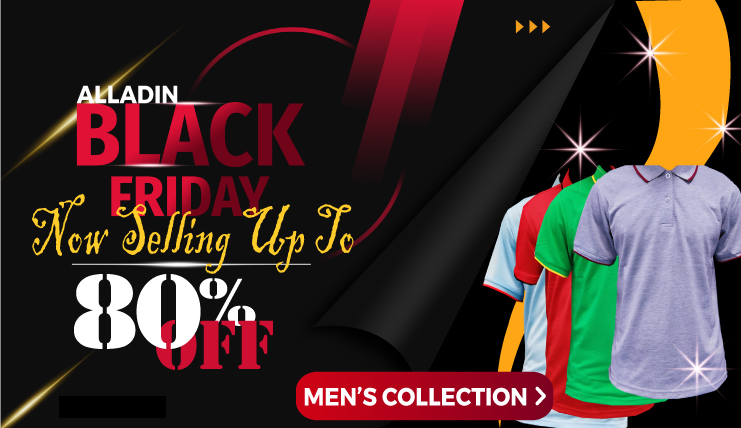 ALLADIN
BLACK
FRIDAY
Now Selling Up To
80%
OFF
MEN'S COLLECTION